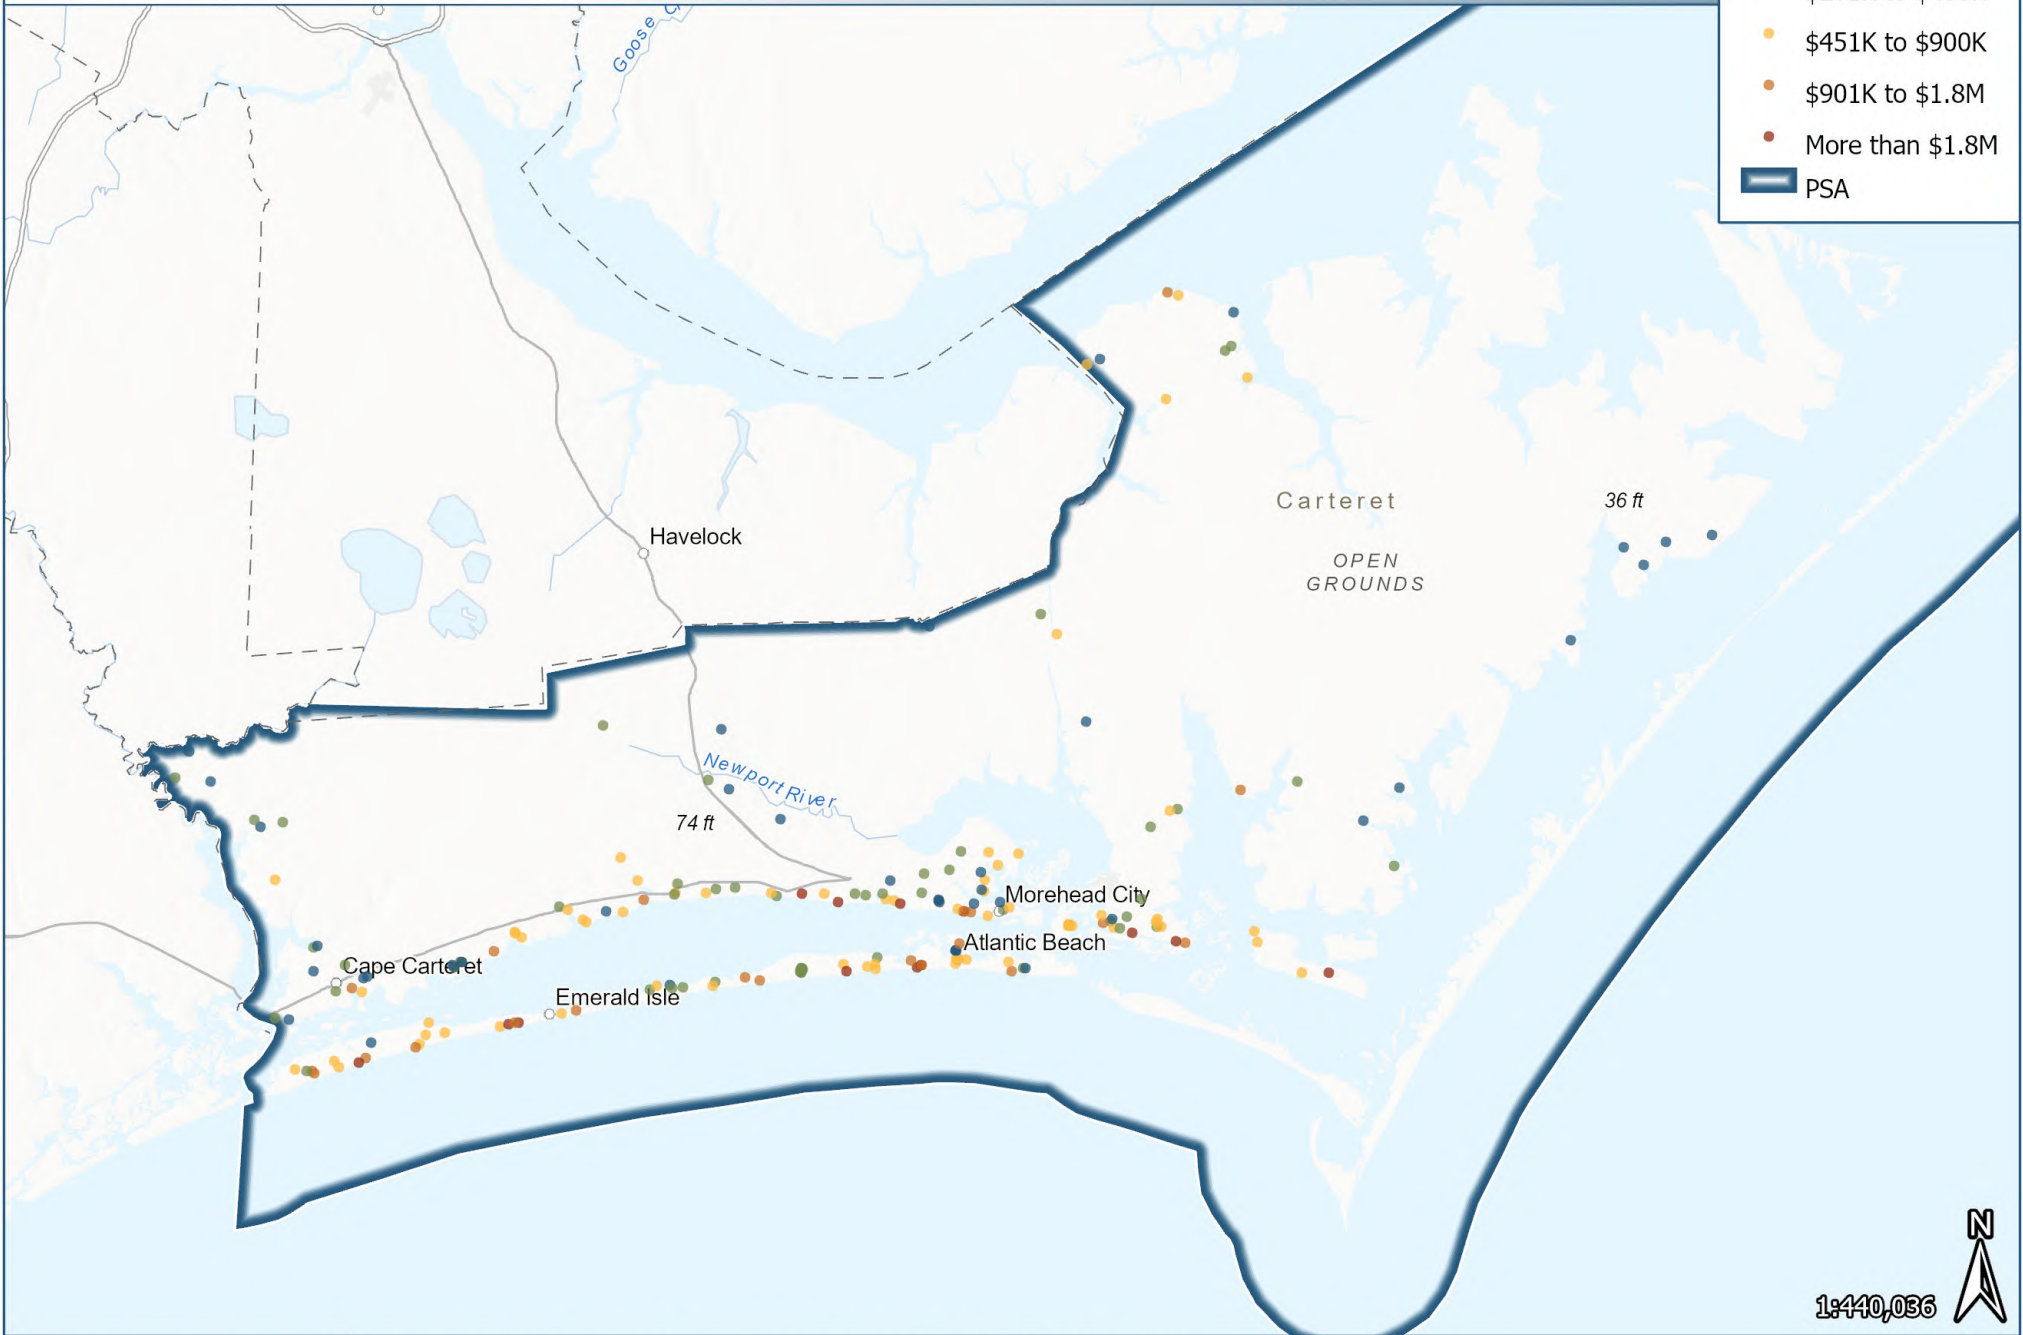 $451K to $900K
$901K to $1.8M
More than $1.8M
PSA
Goose
Havelock
Carteret
36 ft
OPEN
GROUNDS
Newport River
74 ft
Morehead City
Atlantic Beach
Cape Carteret
Emerald Isle
N
1:440,036